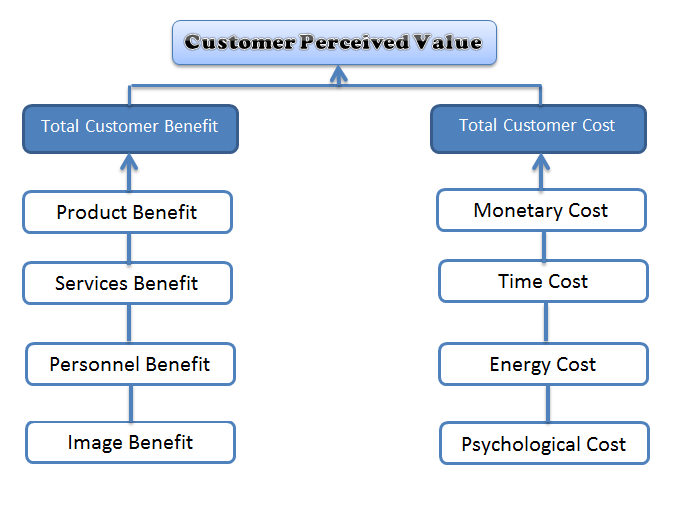 Customer Perceived Value
Total Customer Benefit
Total Customer Cost
Product Benefit
Monetary Cost
Services Benefit
Time Cost
Personnel Benefit
Energy Cost
Image Benefit
Psychological Cost